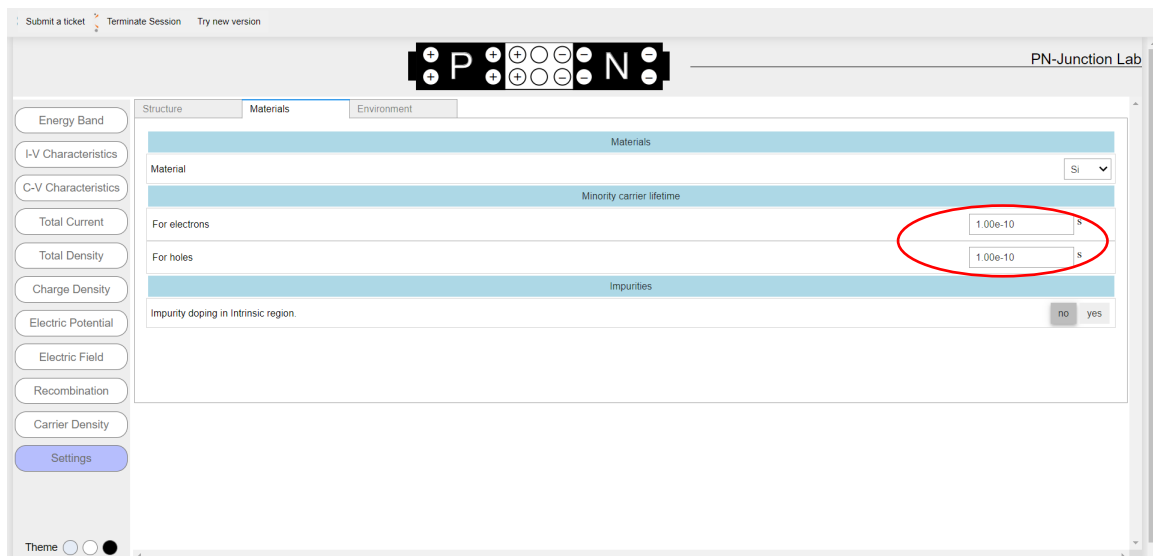 Submit a ticket Terminate Session Try new version
P N
PN-Junction Lab
Energy Band
I-V Characteristics
C-V Characteristics
Total Current
Total Density
Charge Density
Electric Potential
Electric Field
Recombination
Carrier Density
Settings
Theme
Structure Materials Environment
Materials
Material Si
Minority carrier lifetime
For electrons 1.00e-10 s
For holes 1.00e-10 s
Impurities
Impurity doping in Intrinsic region. no yes